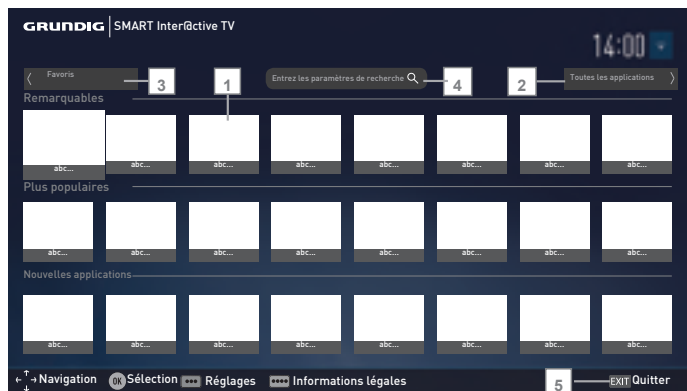 GRUNDIG SMART Inter@ctive TV
14:00
Favoris
3
1
Entrez les paramètres de recherche
4
2
Toutes les applications
Remarquables
abc... abc... abc... abc... abc... abc... abc... abc...
Plus populaires
abc... abc... abc... abc... abc... abc... abc... abc...
Nouvelles applications
abc... abc... abc... abc... abc... abc... abc... abc...
Navigation OK Sélection Réglages Informations légales 5 EXIT Quitter